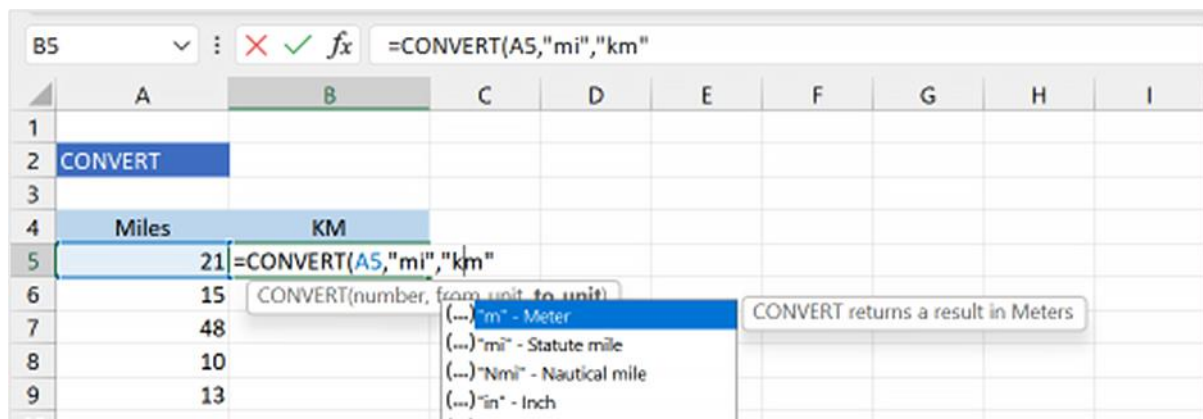 B5 fx =CONVERT(A5,"mi","km"
A B C D E F G H I
1
2 CONVERT
3
4 Miles KM
5 21 =CONVERT(A5,"mi","km"
6 15 CONVERT(number, from_unit, to_unit)
7 48 (...) "m" - Meter CONVERT returns a result in Meters
8 10 (...) "mi" - Statute mile
(...) "Nmi" - Nautical mile
9 13 (...) "in" - Inch